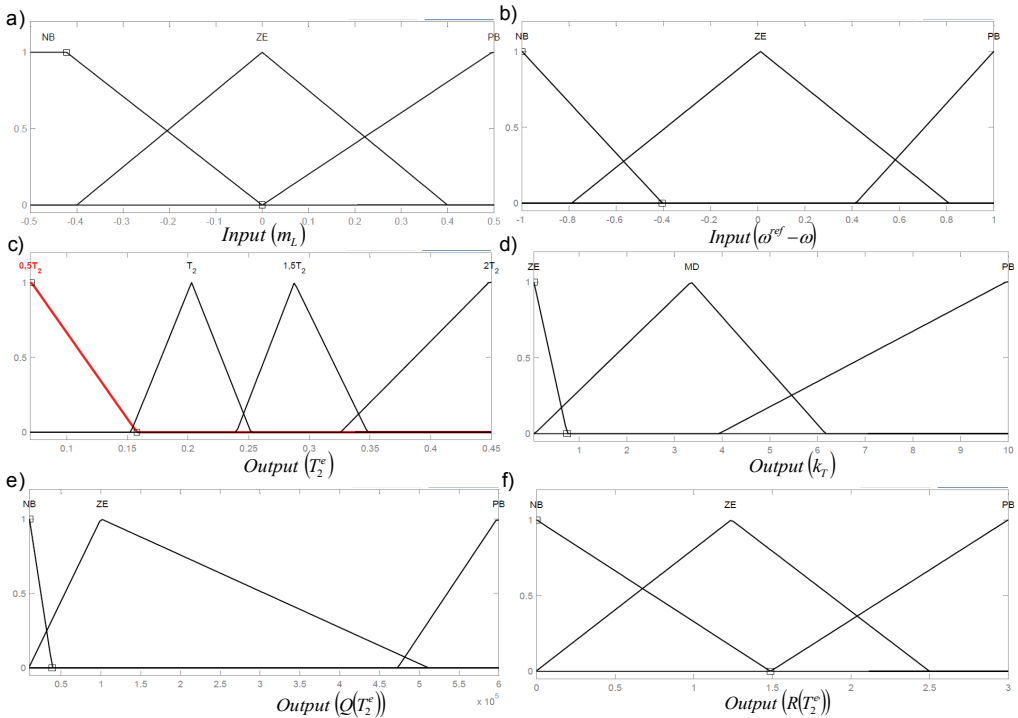 a)
NB ZE PB
1
0.5
0
-0.5 -0.4 -0.3 -0.2 -0.1 0 0.1 0.2 0.3 0.4 0.5
Input (m_L)
b)
NB ZE PB
1
0.5
0
-1 -0.8 -0.6 -0.4 -0.2 0 0.2 0.4 0.6 0.8 1
Input (ω^ref − ω)
c)
0,5T_2 T_2 1,5T_2 2T_2
1
0.5
0
0.1 0.15 0.2 0.25 0.3 0.35 0.4 0.45
Output (T_2^e)
d)
ZE MD PB
1
0.5
0
0 1 2 3 4 5 6 7 8 9 10
Output (k_T)
e)
NB ZE PB
1
0.5
0
0.5 1 1.5 2 2.5 3 3.5 4 4.5 5 5.5 6
x 10^5
Output (Q(T_2^e))
f)
NB ZE PB
1
0.5
0
0 0.5 1 1.5 2 2.5 3
Output (R(T_2^e))